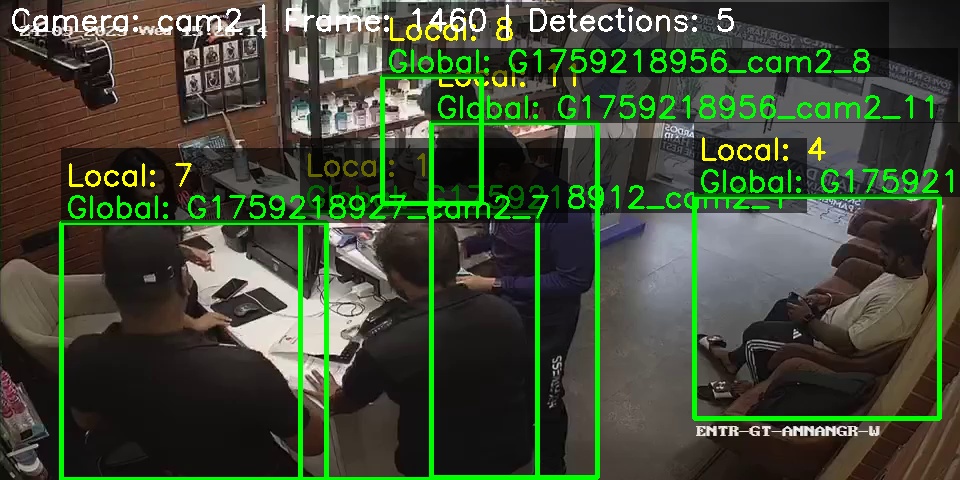 Camera: cam2 | Frame: 1460 | Detections: 5
Local: 8
Global: G1759218956_cam2_8
Local: 11
Global: G1759218956_cam2_11
Local: 4
Global: G175921
Local: 7
Global: G1759218927_cam2_7
Local: 1
ENTR-GT-ANNANGR-W